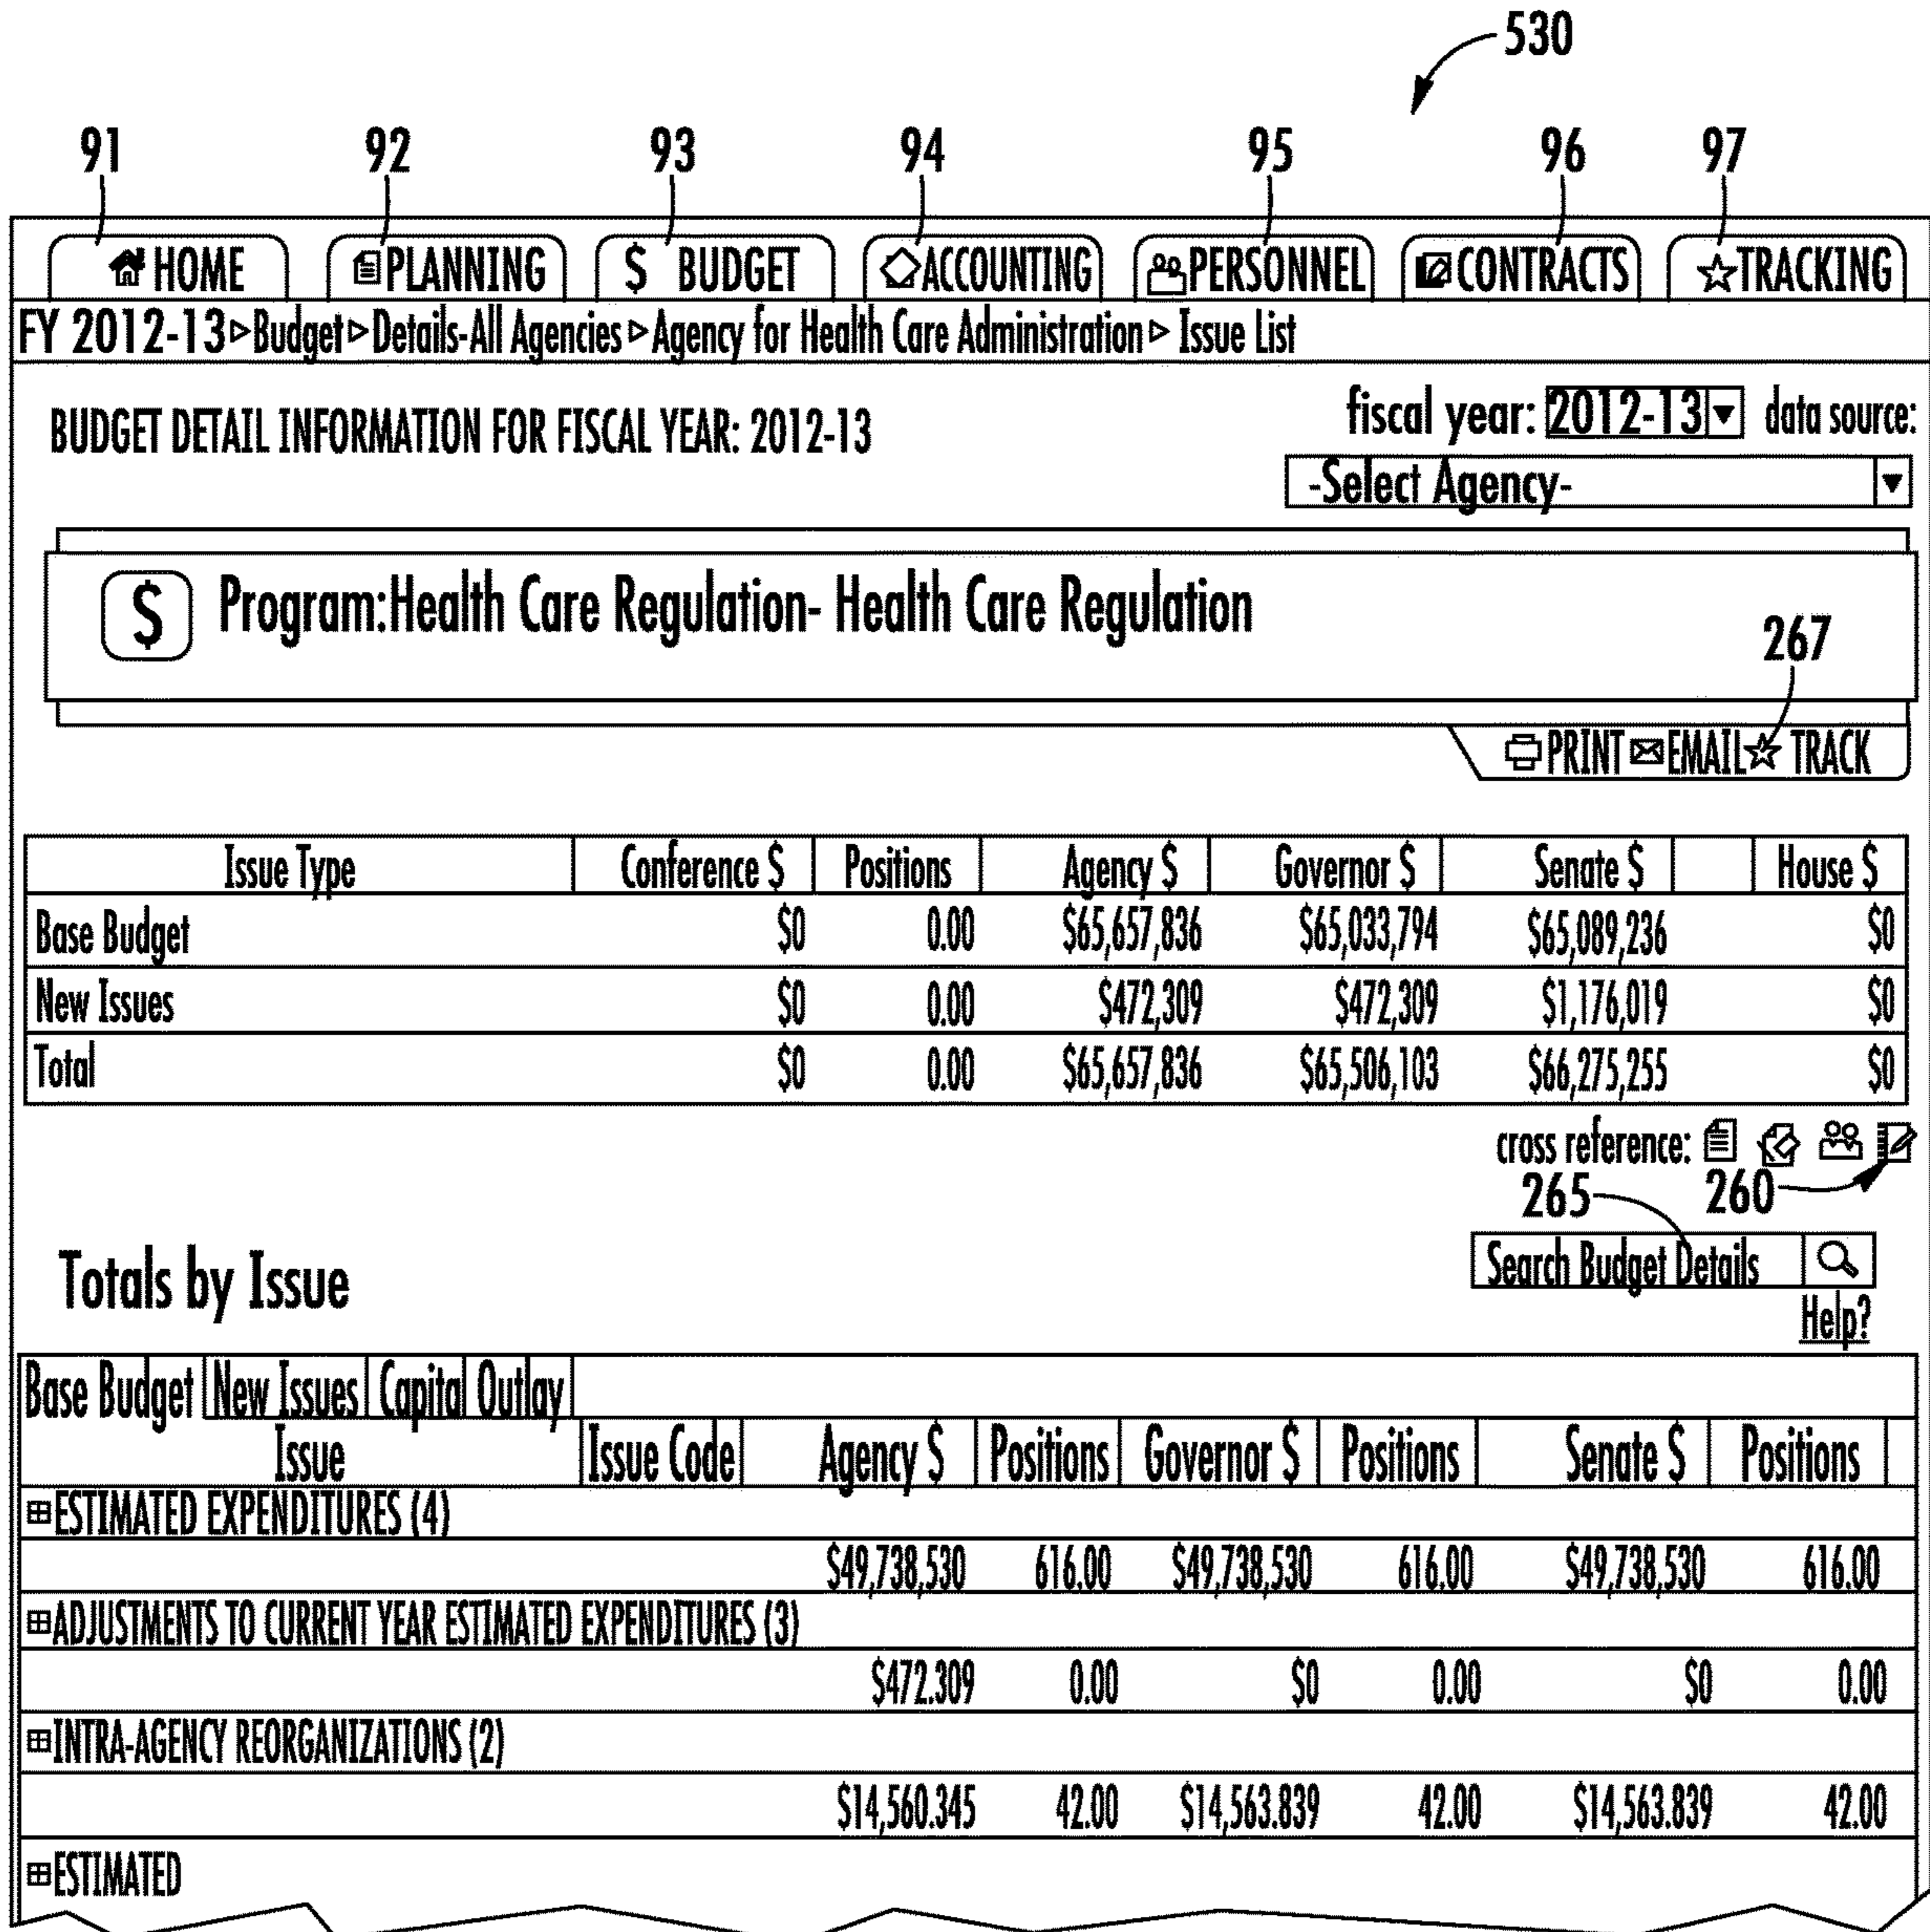 530
91 92 93 94 95 96 97
HOME PLANNING $ BUDGET ACCOUNTING PERSONNEL CONTRACTS TRACKING
FY 2012-13▷Budget▷Details-All Agencies▷Agency for Health Care Administration▷Issue List
BUDGET DETAIL INFORMATION FOR FISCAL YEAR: 2012-13 fiscal year: 2012-13 data source:
-Select Agency-
$ Program:Health Care Regulation- Health Care Regulation
267
PRINT EMAIL TRACK
Issue Type Conference $ Positions Agency $ Governor $ Senate $ House $
Base Budget $0 0.00 $65,657,836 $65,033,794 $65,089,236 $0
New Issues $0 0.00 $472,309 $472,309 $1,176,019 $0
Total $0 0.00 $65,657,836 $65,506,103 $66,275,255 $0
cross reference:
265 260
Totals by Issue Search Budget Details
Help?
Base Budget New Issues Capital Outlay
Issue Issue Code Agency $ Positions Governor $ Positions Senate $ Positions
ESTIMATED EXPENDITURES (4)
$49,738,530 616.00 $49,738,530 616.00 $49,738,530 616.00
ADJUSTMENTS TO CURRENT YEAR ESTIMATED EXPENDITURES (3)
$472.309 0.00 $0 0.00 $0 0.00
INTRA-AGENCY REORGANIZATIONS (2)
$14,560.345 42.00 $14,563.839 42.00 $14,563.839 42.00
ESTIMATED